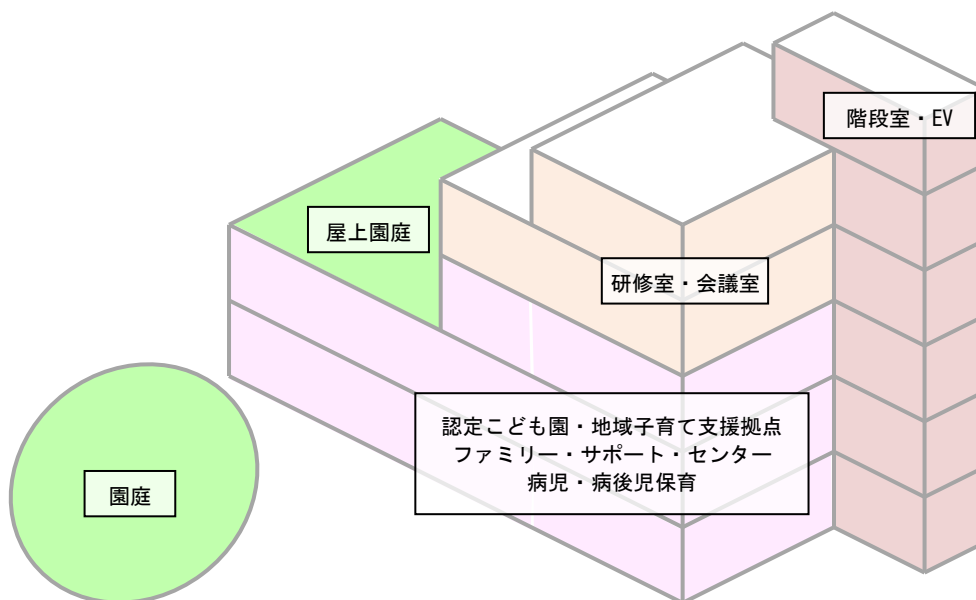 階段室・EV
屋上園庭
研修室・会議室
認定こども園・地域子育て支援拠点
ファミリー・サポート・センター
病児・病後児保育
園庭